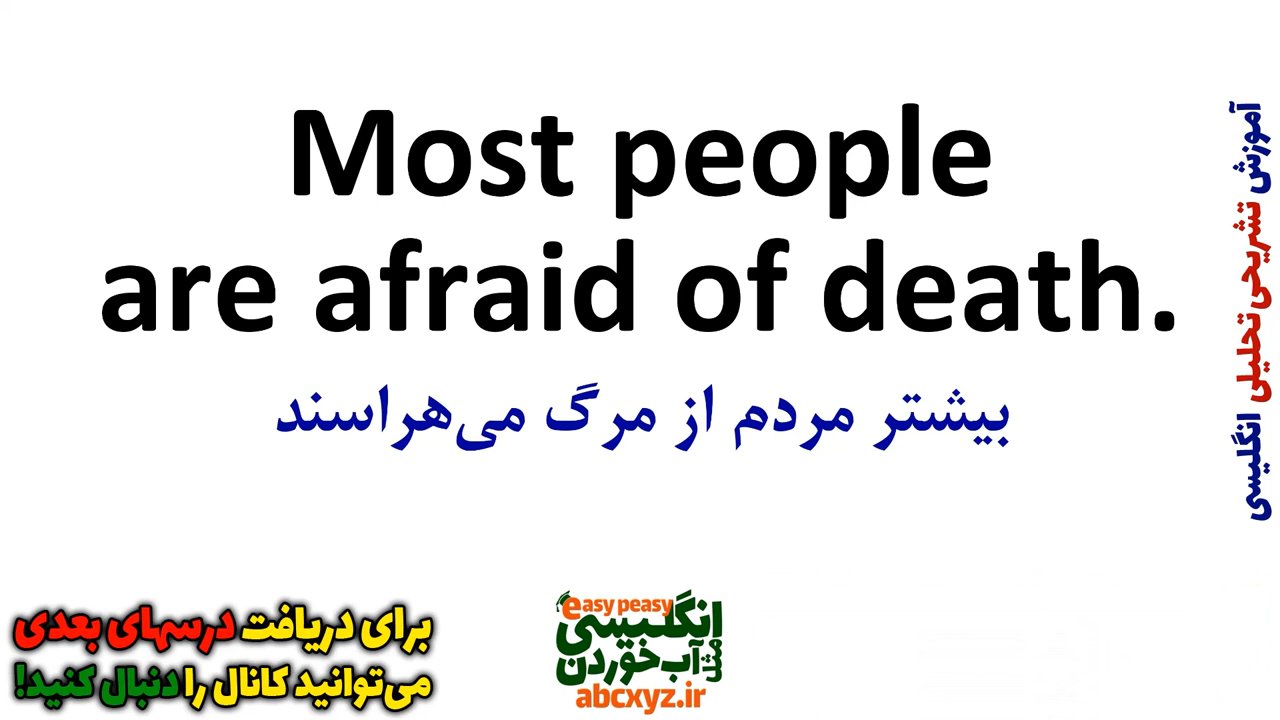 Most people
are afraid of death.
بیشتر مردم از مرگ می‌هراسند
آموزش تشریحی تحلیلی انگلیسی
برای دریافت درسهای بعدی
می‌توانید کانال را دنبال کنید!
easy peasy
انگلیسی
مثل آب خوردن
abcxyz.ir